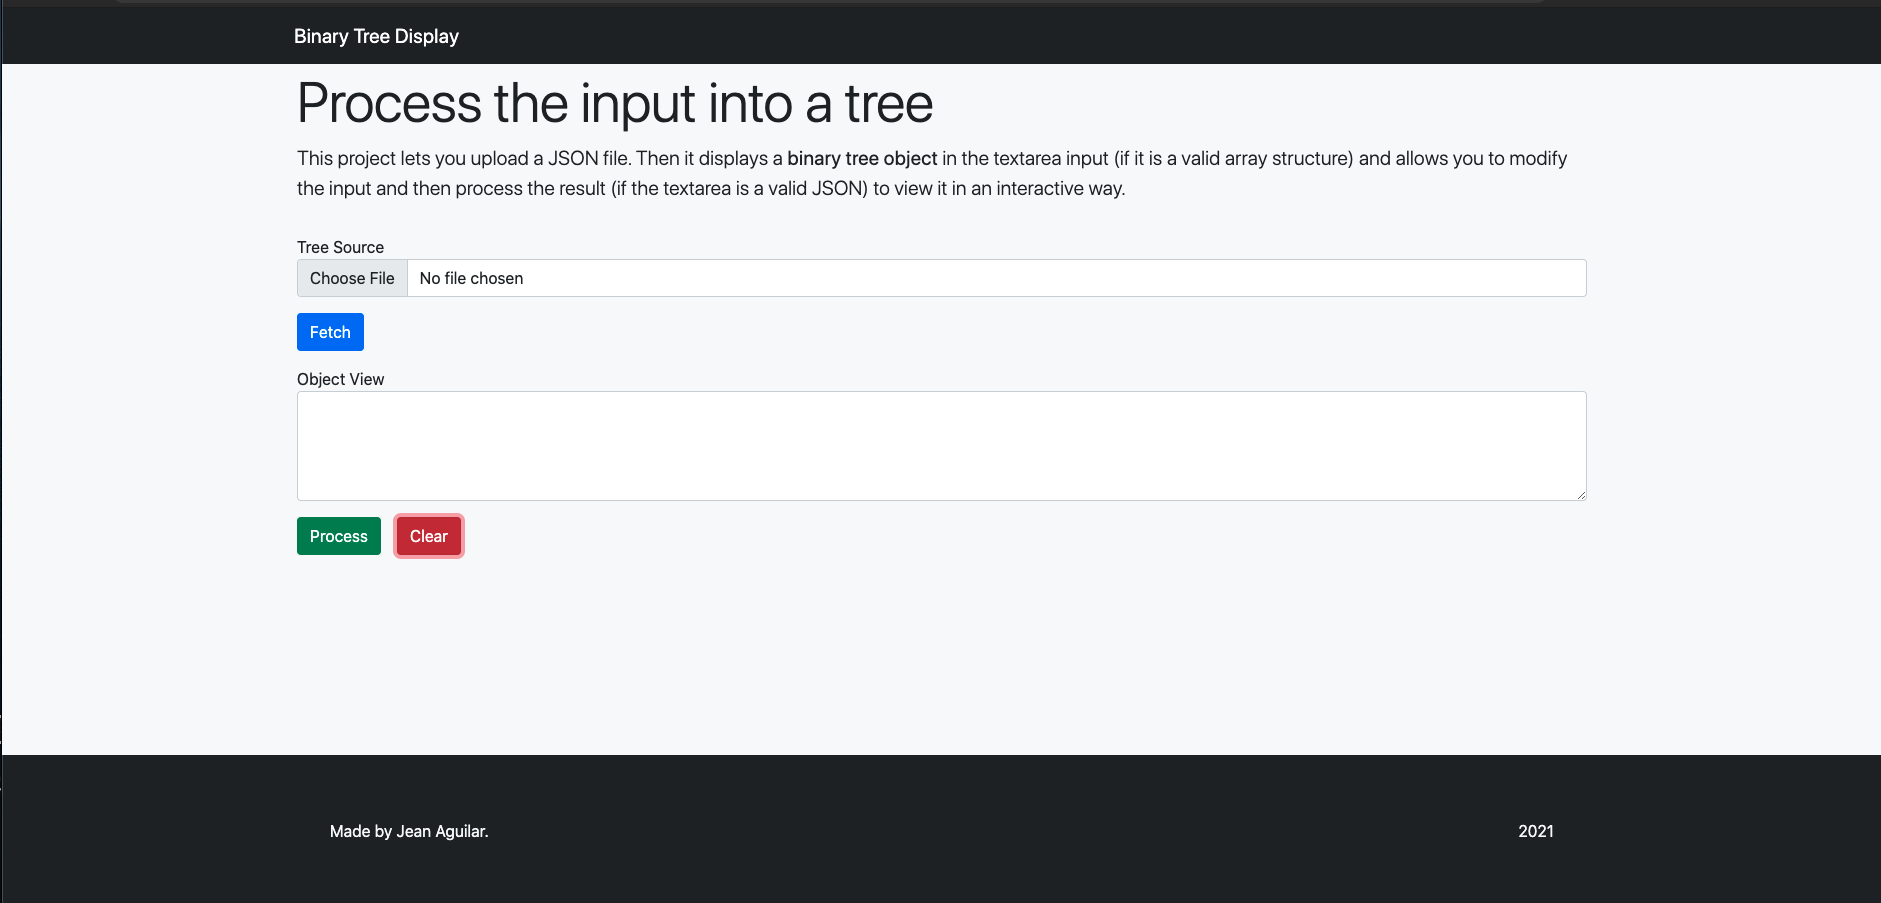 Binary Tree Display
Process the input into a tree
This project lets you upload a JSON file. Then it displays a binary tree object in the textarea input (if it is a valid array structure) and allows you to modify
the input and then process the result (if the textarea is a valid JSON) to view it in an interactive way.
Tree Source
Choose File No file chosen
Fetch
Object View
Process Clear
Made by Jean Aguilar. 2021